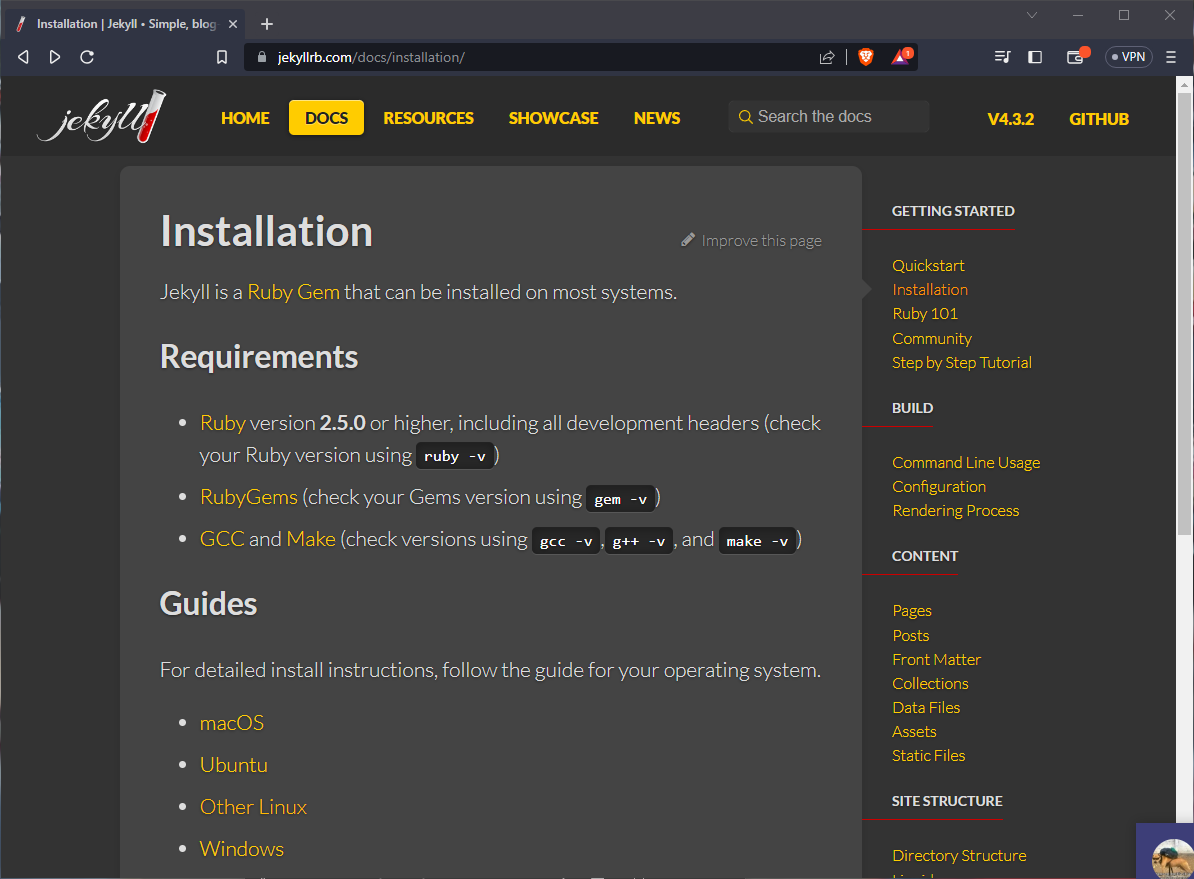 Installation | Jekyll • Simple, blog-
jekyllrb.com/docs/installation/
1
VPN
jekyll
HOME
DOCS
RESOURCES
SHOWCASE
NEWS
Search the docs
V4.3.2
GITHUB
Installation
Improve this page
Jekyll is a Ruby Gem that can be installed on most systems.
Requirements
• Ruby version 2.5.0 or higher, including all development headers (check
your Ruby version using ruby -v)
• RubyGems (check your Gems version using gem -v)
• GCC and Make (check versions using gcc -v, g++ -v, and make -v)
Guides
For detailed install instructions, follow the guide for your operating system.
• macOS
• Ubuntu
• Other Linux
• Windows
GETTING STARTED
Quickstart
Installation
Ruby 101
Community
Step by Step Tutorial
BUILD
Command Line Usage
Configuration
Rendering Process
CONTENT
Pages
Posts
Front Matter
Collections
Data Files
Assets
Static Files
SITE STRUCTURE
Directory Structure